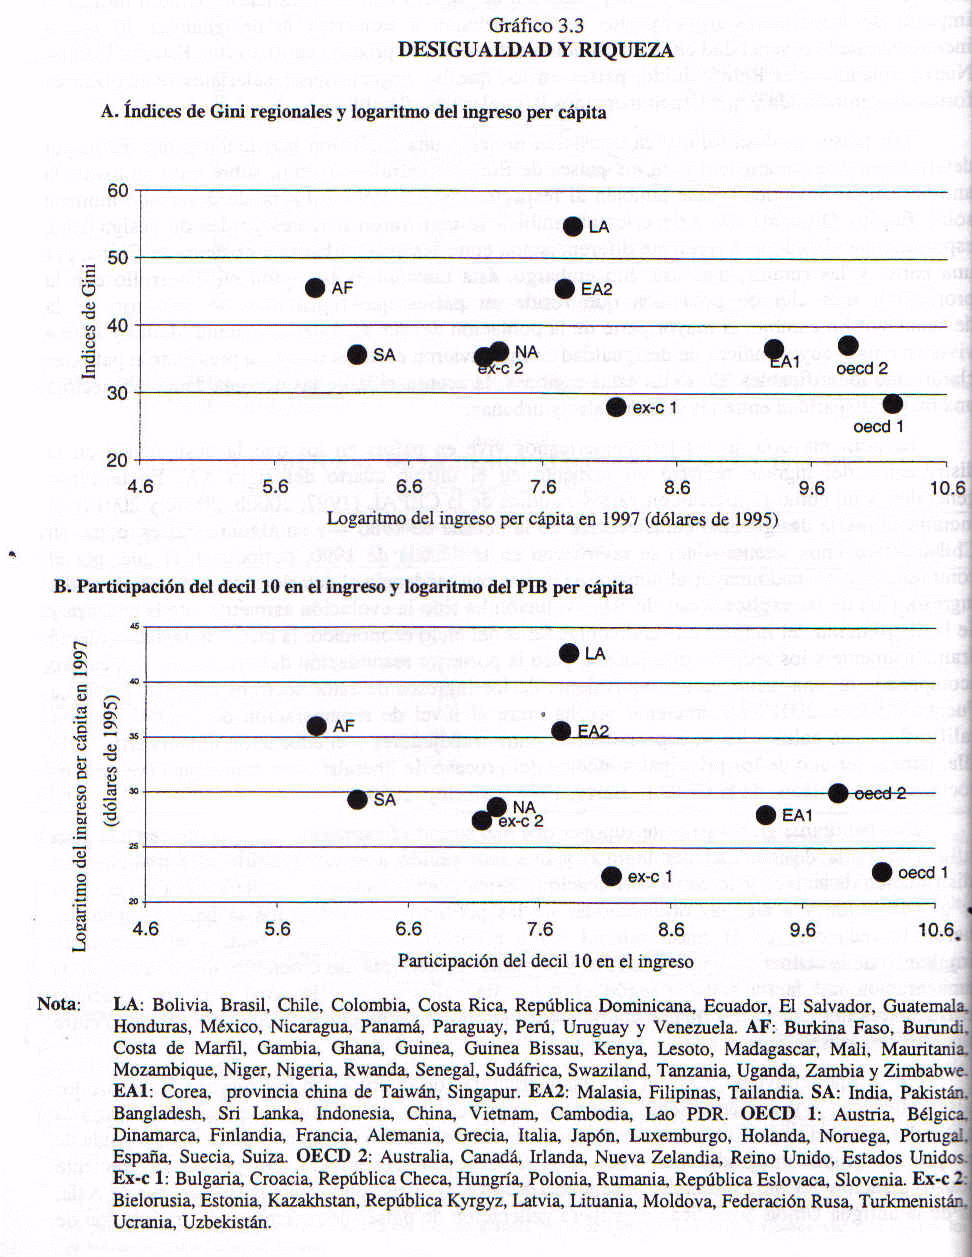 Gráfico 3.3
DESIGUALDAD Y RIQUEZA
A. Índices de Gini regionales y logaritmo del ingreso per cápita
Indices de Gini
60
50
40
30
20
LA
AF
EA2
SA
NA
ex-c 2
EA1
oecd 2
ex-c 1
oecd 1
4.6 5.6 6.6 7.6 8.6 9.6 10.6
Logaritmo del ingreso per cápita en 1997 (dólares de 1995)
B. Participación del decil 10 en el ingreso y logaritmo del PIB per cápita
Logaritmo del ingreso per cápita en 1997
(dólares de 1995)
45
40
35
30
25
20
LA
AF
EA2
SA
NA
ex-c 2
oecd 2
EA1
ex-c 1
oecd 1
4.6 5.6 6.6 7.6 8.6 9.6 10.6
Participación del decil 10 en el ingreso
Nota: LA: Bolivia, Brasil, Chile, Colombia, Costa Rica, República Dominicana, Ecuador, El Salvador, Guatemala,
Honduras, México, Nicaragua, Panamá, Paraguay, Perú, Uruguay y Venezuela. AF: Burkina Faso, Burundi,
Costa de Marfil, Gambia, Ghana, Guinea, Guinea Bissau, Kenya, Lesoto, Madagascar, Mali, Mauritania,
Mozambique, Niger, Nigeria, Rwanda, Senegal, Sudáfrica, Swaziland, Tanzania, Uganda, Zambia y Zimbabwe.
EA1: Corea, provincia china de Taiwán, Singapur. EA2: Malasia, Filipinas, Tailandia. SA: India, Pakistán,
Bangladesh, Sri Lanka, Indonesia, China, Vietnam, Cambodia, Lao PDR. OECD 1: Austria, Bélgica,
Dinamarca, Finlandia, Francia, Alemania, Grecia, Italia, Japón, Luxemburgo, Holanda, Noruega, Portugal,
España, Suecia, Suiza. OECD 2: Australia, Canadá, Irlanda, Nueva Zelandia, Reino Unido, Estados Unidos.
Ex-c 1: Bulgaria, Croacia, República Checa, Hungría, Polonia, Rumania, República Eslovaca, Slovenia. Ex-c 2:
Bielorusia, Estonia, Kazakhstan, República Kyrgyz, Latvia, Lituania, Moldova, Federación Rusa, Turkmenistán,
Ucrania, Uzbekistán.